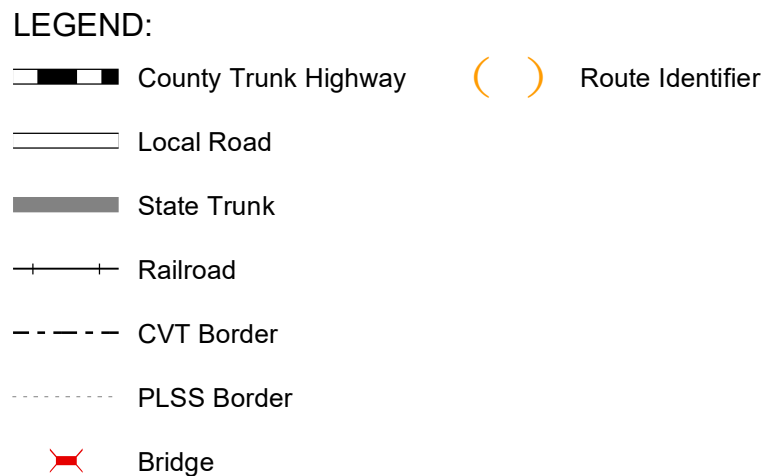 LEGEND:
County Trunk Highway
Local Road
State Trunk
Railroad
CVT Border
PLSS Border
Bridge
( ) Route Identifier